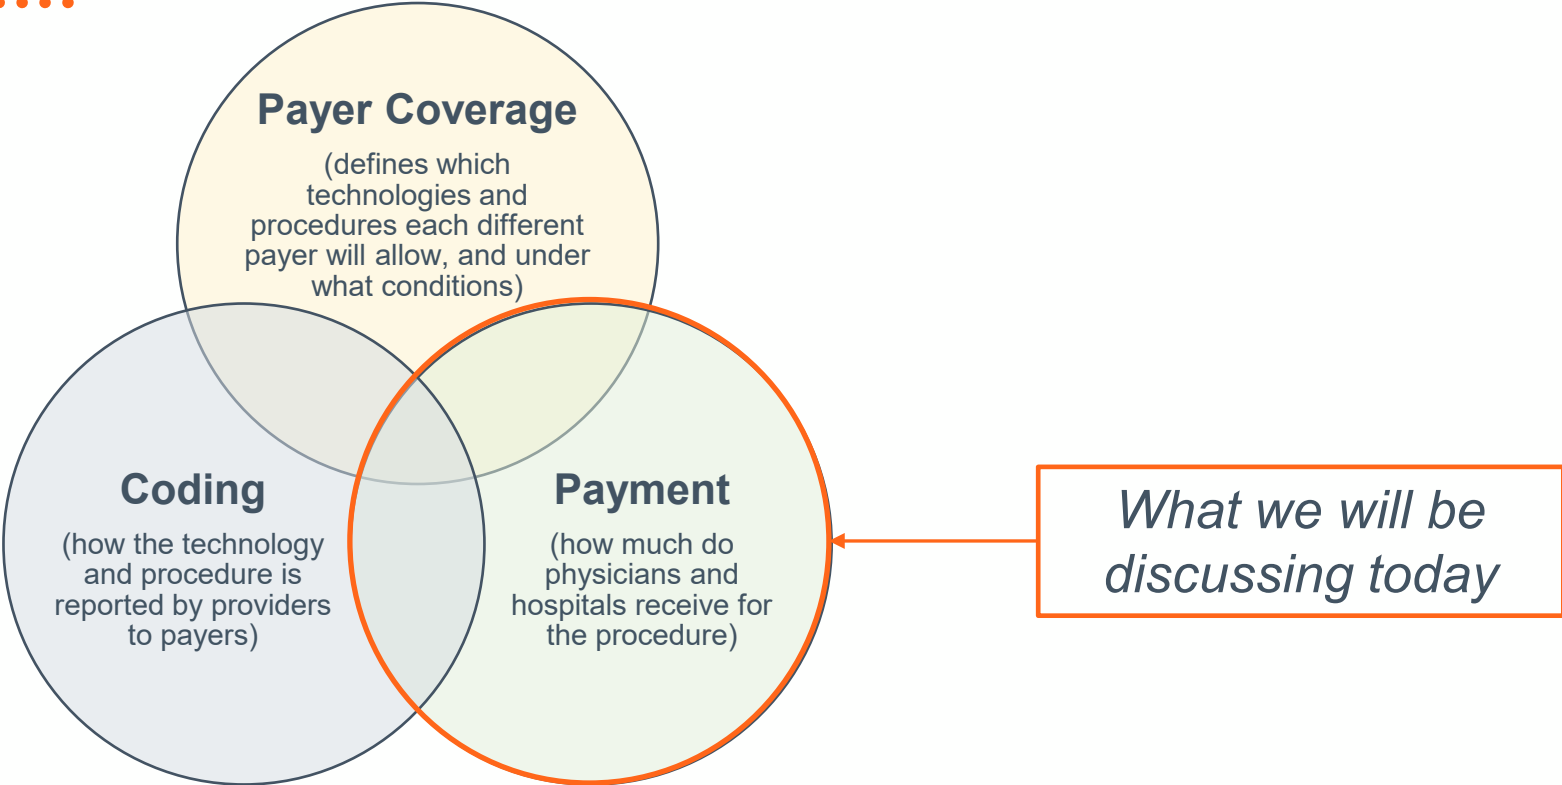 Payer Coverage
(defines which
technologies and
procedures each different
payer will allow, and under
what conditions)
Coding
(how the technology
and procedure is
reported by providers
to payers)
Payment
(how much do
physicians and
hospitals receive for
the procedure)
What we will be
discussing today